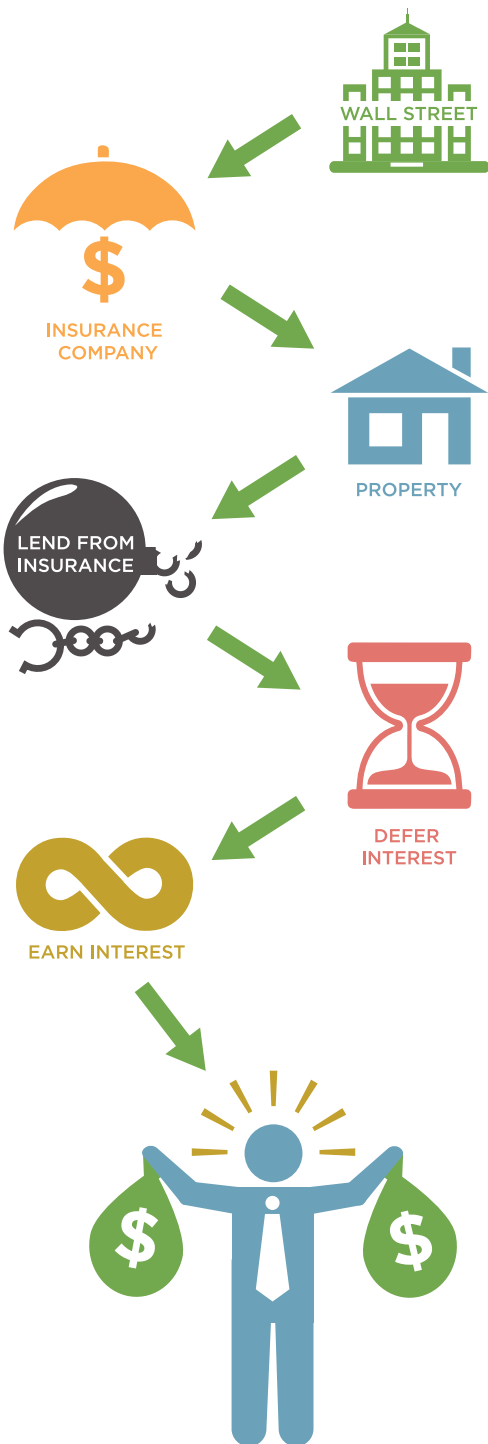 WALL STREET
$
INSURANCE
COMPANY
PROPERTY
LEND FROM
INSURANCE
DEFER
INTEREST
EARN INTEREST
$ $